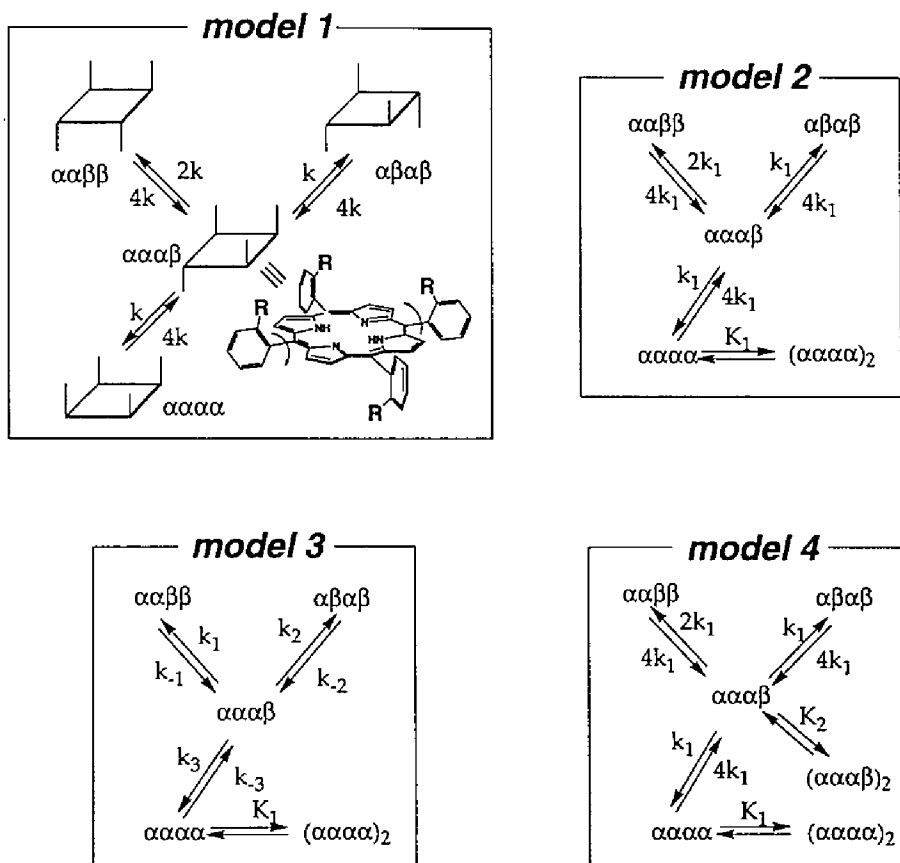 model 1
ααββ
2k
4k
k
4k
αβαβ
αααβ
k
4k
αααα
R
R
R
R
NH
N
N
HN
model 2
ααββ
αβαβ
2k₁
4k₁
k₁
4k₁
αααβ
k₁
4k₁
αααα K₁ (αααα)₂
model 3
ααββ
αβαβ
k₁
k₋₁
k₂
k₋₂
αααβ
k₃
k₋₃
αααα K₁ (αααα)₂
model 4
ααββ
αβαβ
2k₁
4k₁
k₁
4k₁
αααβ
K₂
(αααβ)₂
k₁
4k₁
αααα K₁ (αααα)₂